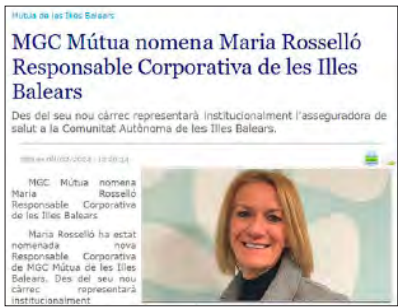 Mútua de les Illes Balears
MGC Mútua nomena Maria Rosselló
Responsable Corporativa de les Illes
Balears
Des del seu nou càrrec representarà institucionalment l'asseguradora de
salut a la Comunitat Autònoma de les Illes Balears.
MGC Mútua nomena
Maria Rosselló
Responsable Corporativa
de les Illes Balears
Maria Rosselló ha estat
nomenada nova
Responsable Corporativa
de MGC Mútua de les Illes
Balears. Des del seu nou
càrrec representarà
institucionalment